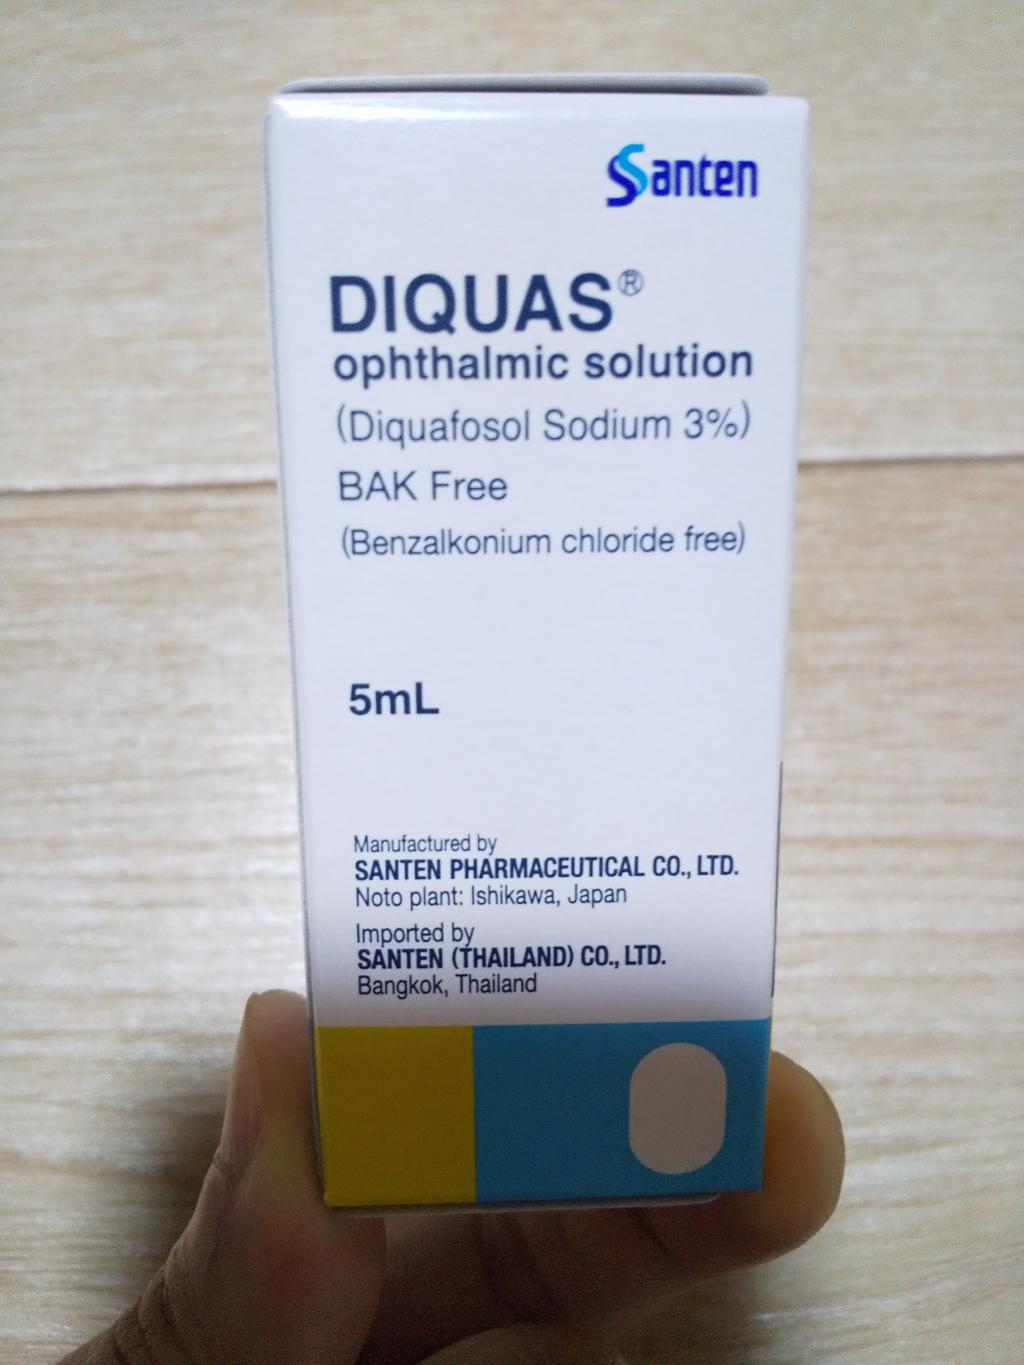 Santen
DIQUAS®
ophthalmic solution
(Diquafosol Sodium 3%)
BAK Free
(Benzalkonium chloride free)
5mL
Manufactured by
SANTEN PHARMACEUTICAL CO., LTD.
Noto plant: Ishikawa, Japan
Imported by
SANTEN (THAILAND) CO., LTD.
Bangkok, Thailand